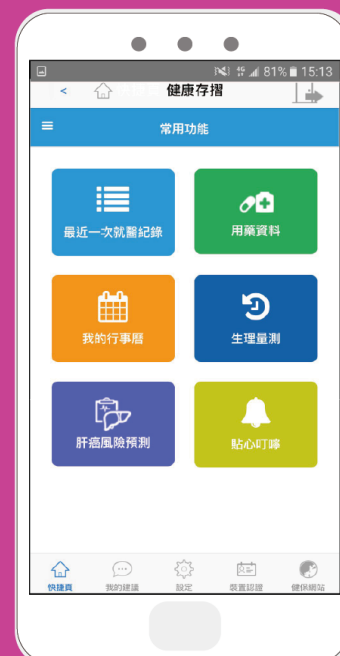 81% 15:13
< 健康存摺
常用功能
最近一次就醫紀錄 用藥資料
我的行事曆 生理量測
肝癌風險預測 貼心叮嚀
快捷頁 我的建議 設定 裝置認證 健保網站